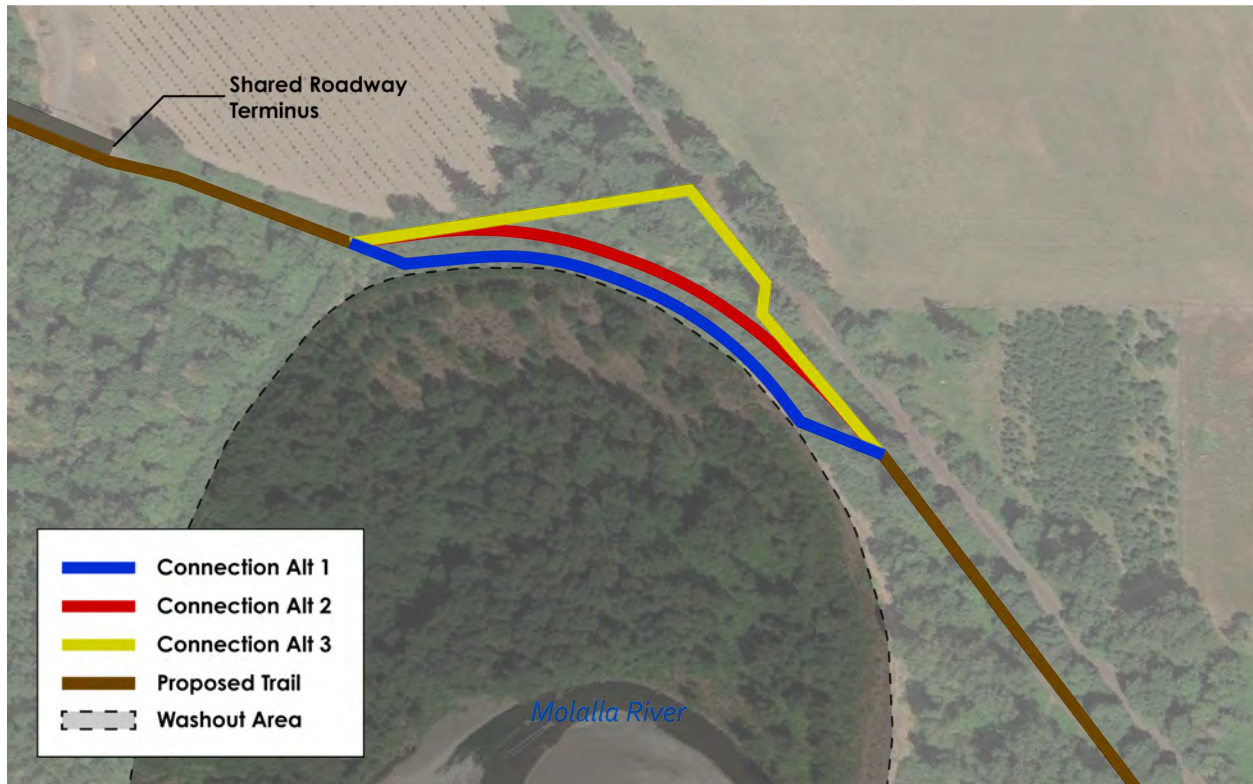 Shared Roadway
Terminus
Connection Alt 1
Connection Alt 2
Connection Alt 3
Proposed Trail
Washout Area
Molalla River